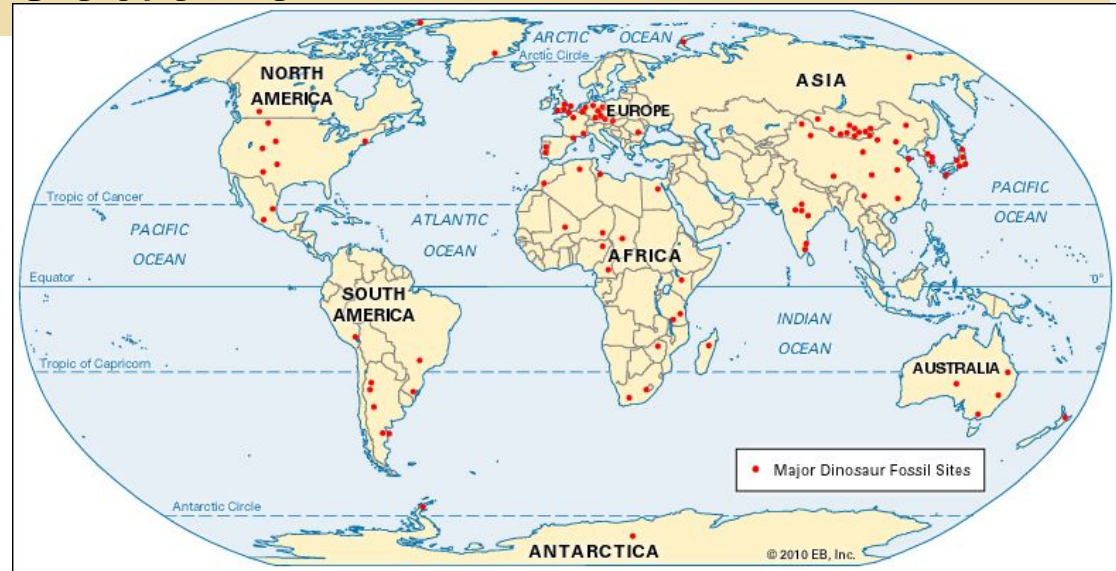 ARCTIC OCEAN
Arctic Circle
NORTH
AMERICA
ASIA
EUROPE
Tropic of Cancer
PACIFIC
OCEAN
ATLANTIC
OCEAN
PACIFIC
OCEAN
AFRICA
Equator
0°
SOUTH
AMERICA
INDIAN
OCEAN
Tropic of Capricorn
AUSTRALIA
Major Dinosaur Fossil Sites
Antarctic Circle
ANTARCTICA
© 2010 EB, Inc.